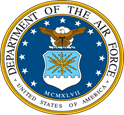 DEPARTMENT OF THE AIR FORCE
MCMXLVII
UNITED STATES OF AMERICA